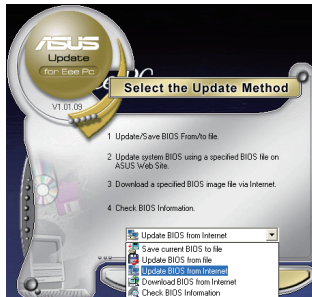 ASUS
Update
for Eee Pc
V1.01.09
Select the Update Method
1 Update/Save BIOS From/to file.
2 Update system BIOS using a specified BIOS file on
ASUS Web Site.
3 Download a specified BIOS image file via Internet.
4 Check BIOS Information.
Update BIOS from Internet
Save current BIOS to file
Update BIOS from file
Update BIOS from Internet
Download BIOS from Internet
Check BIOS Information